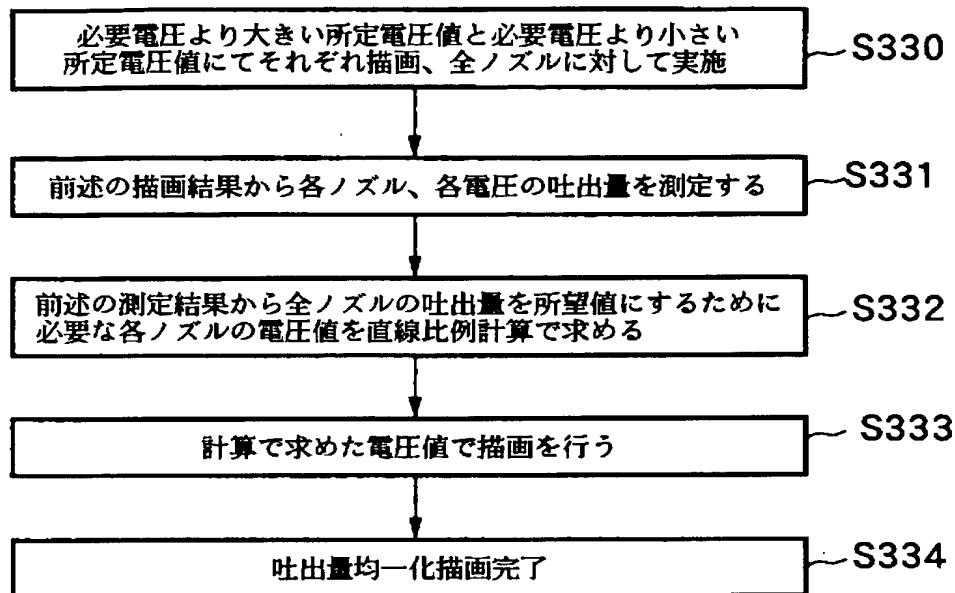 必要電圧より大きい所定電圧値と必要電圧より小さい
所定電圧値にてそれぞれ描画、全ノズルに対して実施
S330
前述の描画結果から各ノズル、各電圧の吐出量を測定する
S331
前述の測定結果から全ノズルの吐出量を所望値にするために
必要な各ノズルの電圧値を直線比例計算で求める
S332
計算で求めた電圧値で描画を行う
S333
吐出量均一化描画完了
S334